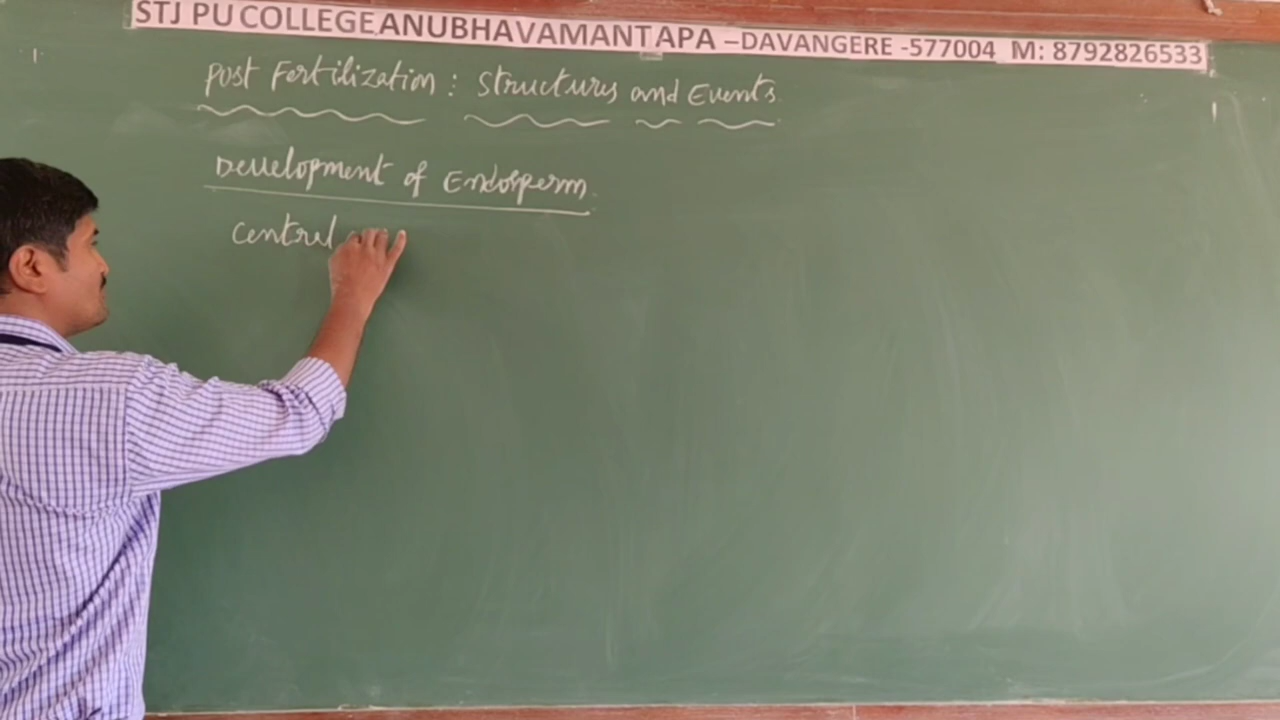 STJ PU COLLEGE ANUBHAVAMANTAPA –DAVANGERE -577004 M: 8792826533
Post Fertilization : Structures and Events
Development of Endosperm
Central